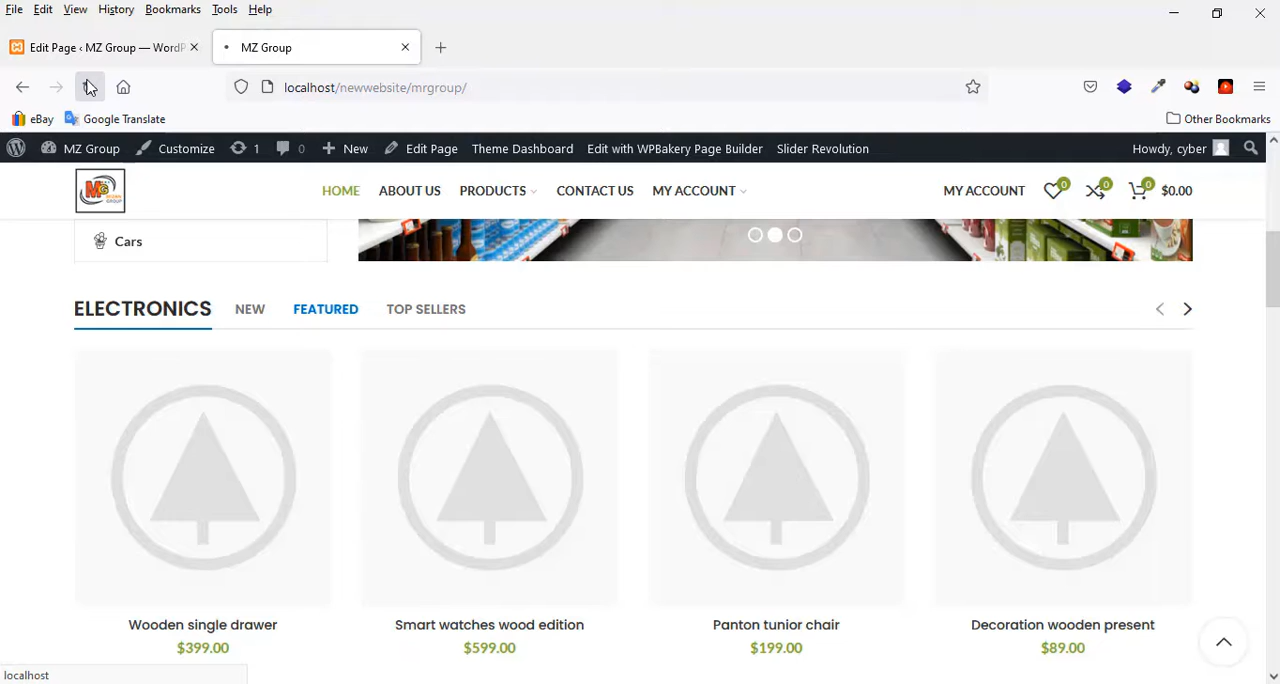 File Edit View History Bookmarks Tools Help
Edit Page ‹ MZ Group — WordP
MZ Group
localhost/newwebsite/mrgroup/
eBay Google Translate Other Bookmarks
MZ Group Customize 1 0 New Edit Page Theme Dashboard Edit with WPBakery Page Builder Slider Revolution Howdy, cyber
HOME ABOUT US PRODUCTS CONTACT US MY ACCOUNT MY ACCOUNT 0 0 0 $0.00
Cars
ELECTRONICS NEW FEATURED TOP SELLERS
Wooden single drawer Smart watches wood edition Panton tunior chair Decoration wooden present
$399.00 $599.00 $199.00 $89.00
localhost